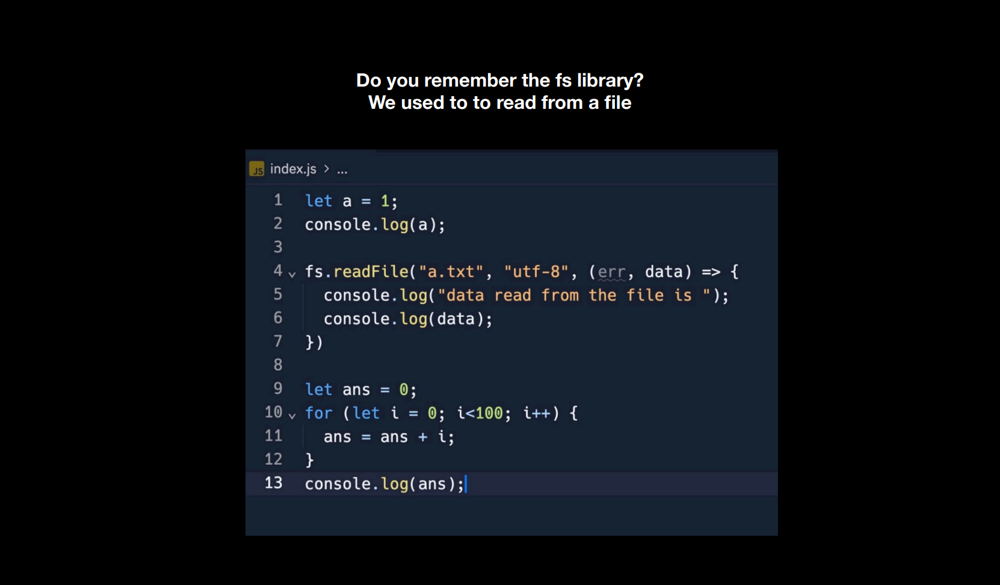 Do you remember the fs library?
We used to to read from a file
JS index.js > ...
1 let a = 1;
2 console.log(a);
3
4 fs.readFile("a.txt", "utf-8", (err, data) => {
5 console.log("data read from the file is ");
6 console.log(data);
7 })
8
9 let ans = 0;
10 for (let i = 0; i<100; i++) {
11 ans = ans + i;
12 }
13 console.log(ans);